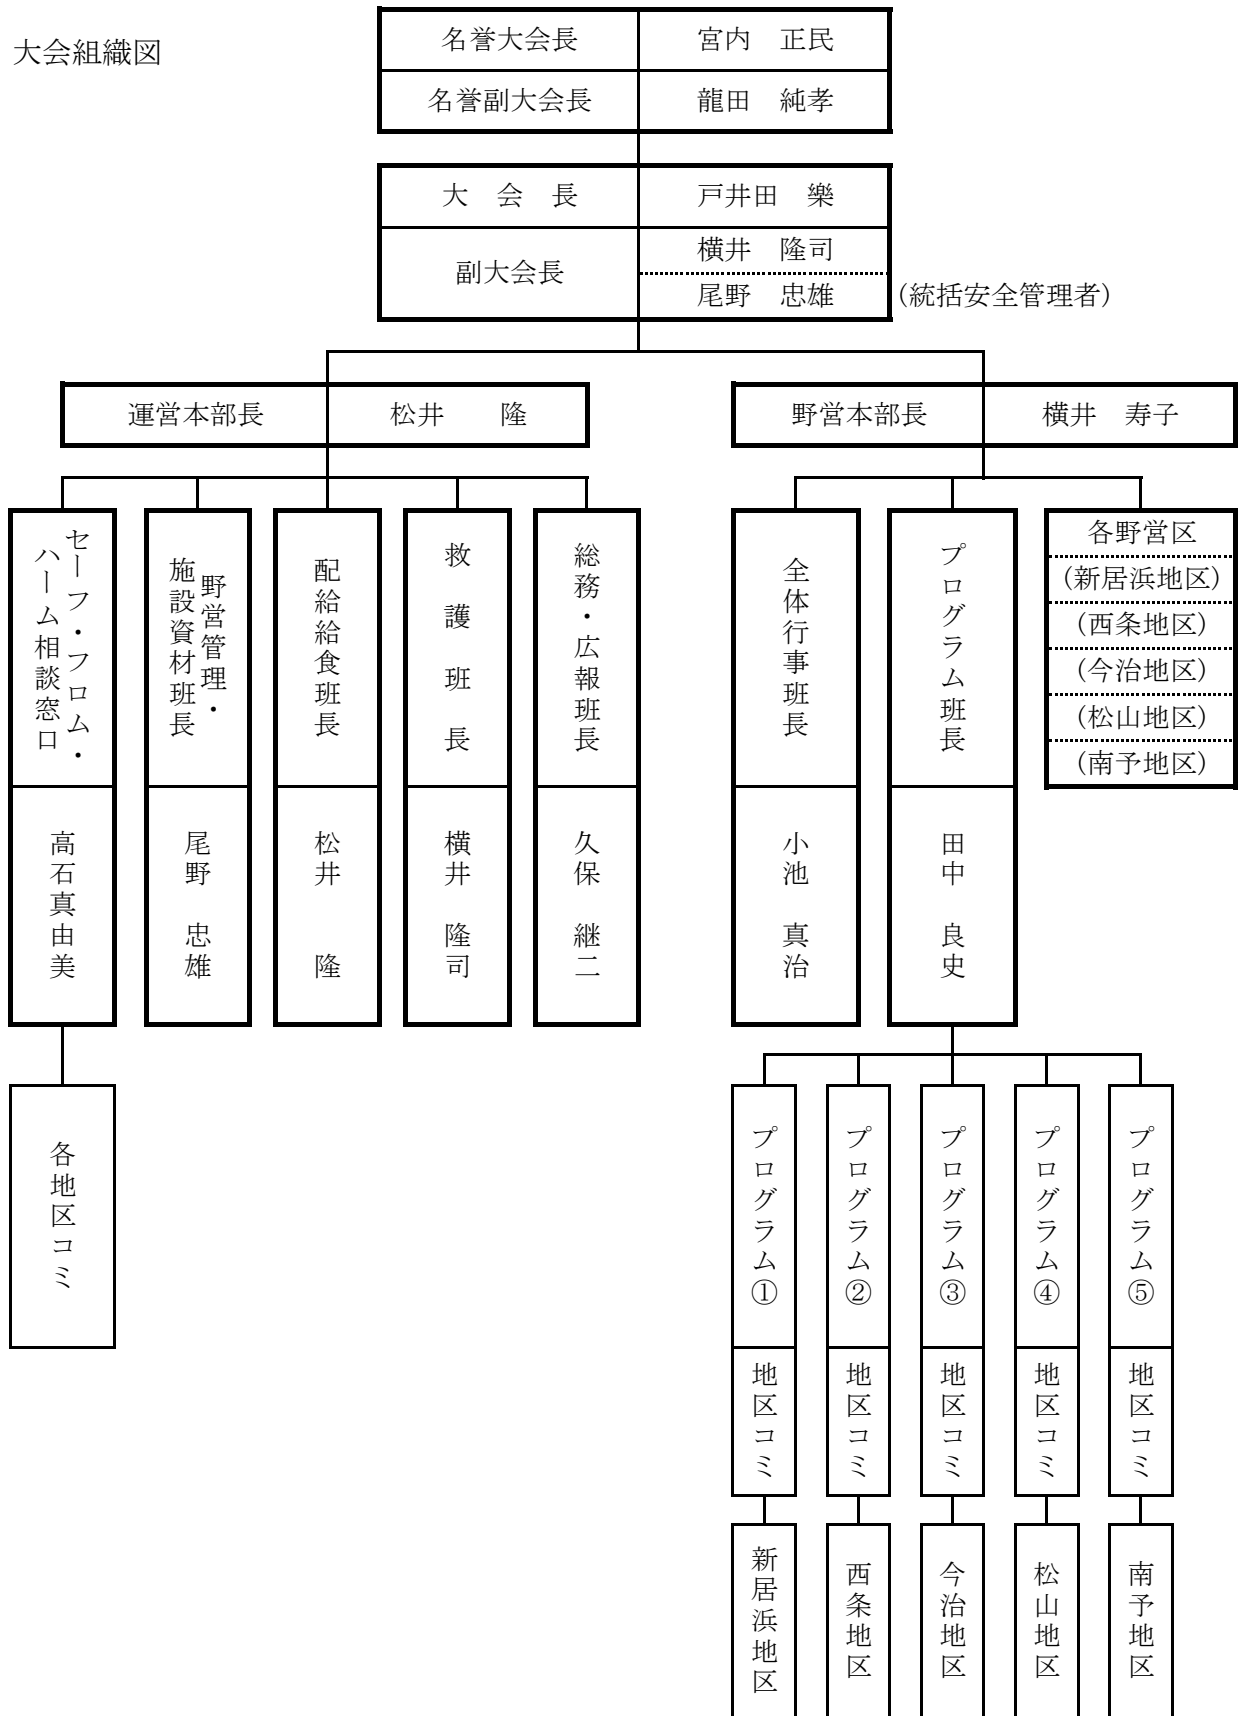 大会組織図
名誉大会長 宮内 正民
名誉副大会長 龍田 純孝
大 会 長 戸井田 樂
副大会長
横井 隆司
尾野 忠雄 (統括安全管理者)
運営本部長 松井 隆
野営本部長 横井 寿子
セーフ・フロム・
ハーム相談窓口
高石真由美
各地区コミ
野営管理・
施設資材班長
尾野 忠雄
配給給食班長
松井 隆
救護班長
横井 隆司
総務・広報班長
久保 継二
全体行事班長
小池 真治
プログラム班長
田中 良史
各野営区
(新居浜地区)
(西条地区)
(今治地区)
(松山地区)
(南予地区)
プログラム①
地区コミ
新居浜地区
プログラム②
地区コミ
西条地区
プログラム③
地区コミ
今治地区
プログラム④
地区コミ
松山地区
プログラム⑤
地区コミ
南予地区